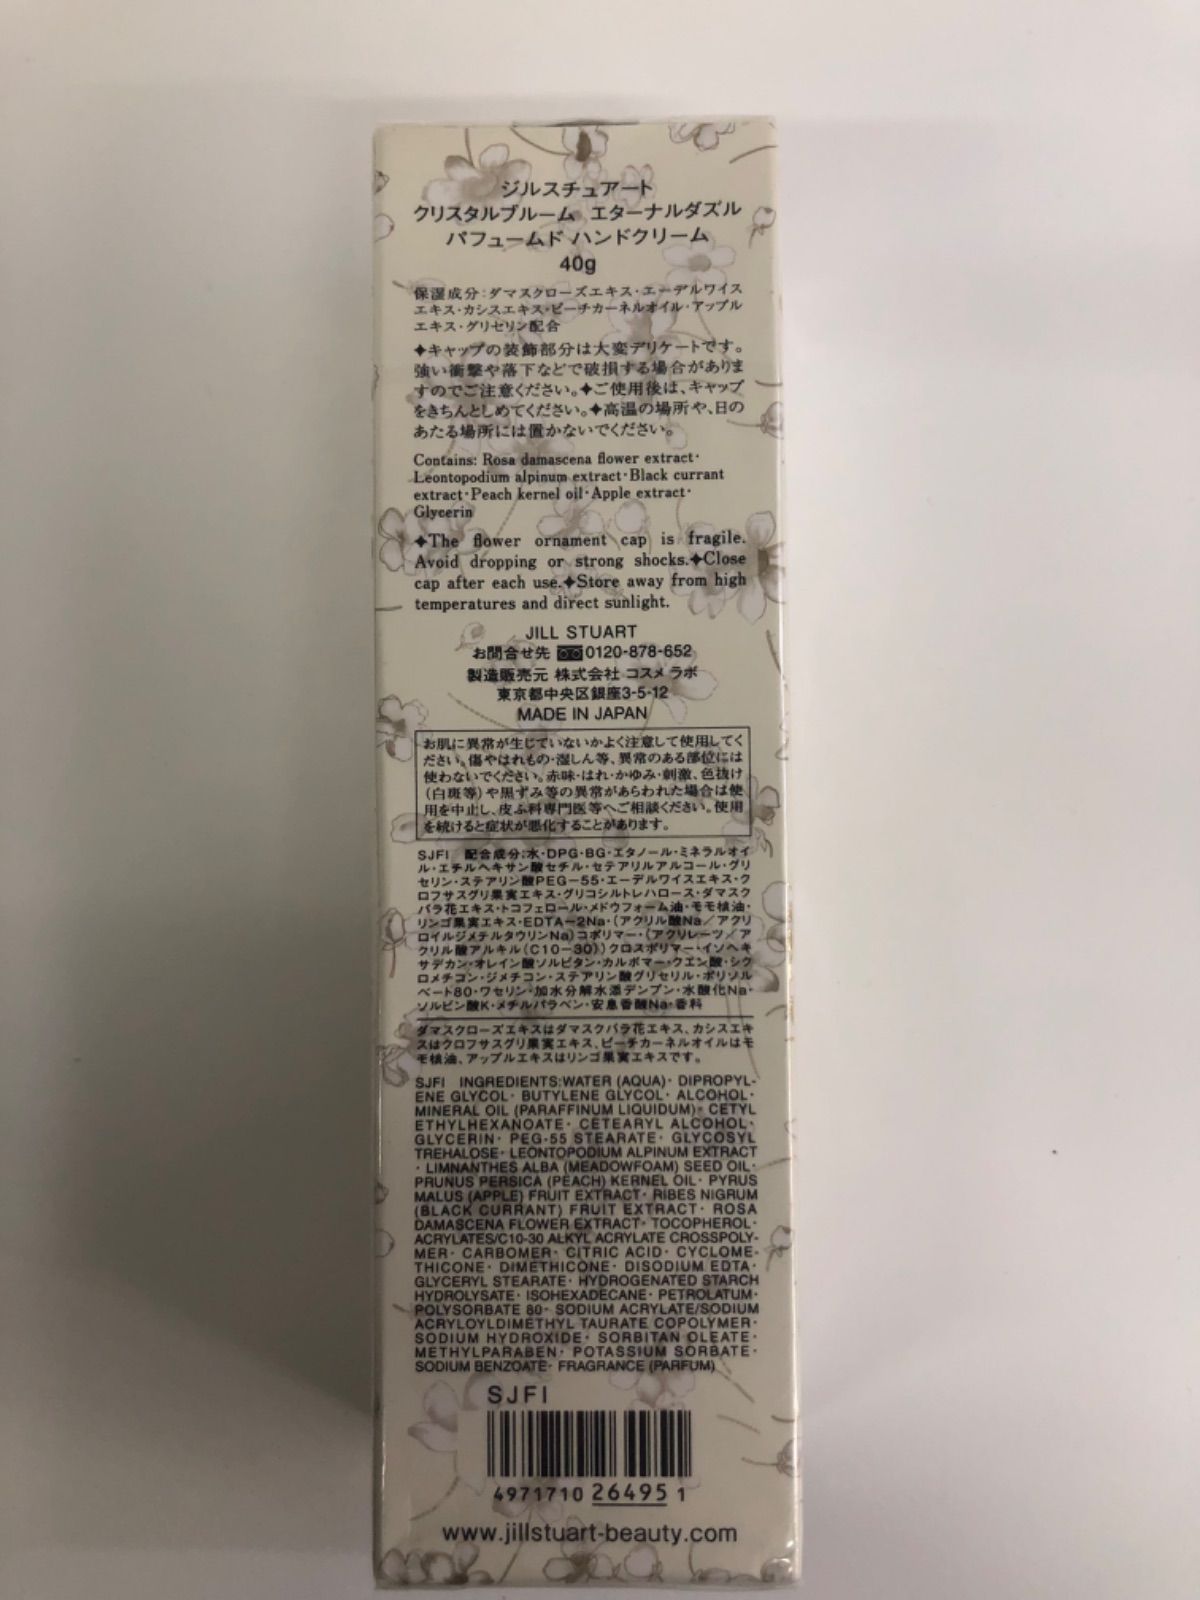 ジルスチュアート
クリスタルブルーム エターナルダズル
パフュームド ハンドクリーム
40g
保湿成分:ダマスクローズエキス・エーデルワイス
エキス・カシスエキス・ピーチカーネルオイル・アップル
エキス・グリセリン配合
✦キャップの装飾部分は大変デリケートです。
強い衝撃や落下などで破損する場合がありま
すのでご注意ください。✦ご使用後は、キャップ
をきちんとしめてください。✦高温の場所や、日の
あたる場所には置かないでください。
Contains: Rosa damascena flower extract・
Leontopodium alpinum extract・Black currant
extract・Peach kernel oil・Apple extract・
Glycerin
✦The flower ornament cap is fragile.
Avoid dropping or strong shocks.✦Close
cap after each use.✦Store away from high
temperatures and direct sunlight.
JILL STUART
お問合せ先 0120-878-652
製造販売元 株式会社 コスメ ラボ
東京都中央区銀座3-5-12
MADE IN JAPAN
お肌に異常が生じていないかよく注意して使用してく
ださい。傷やはれもの・湿しん等、異常のある部位には
使わないでください。赤味・はれ・かゆみ・刺激、色抜け
(白斑等)や黒ずみ等の異常があらわれた場合は使
用を中止し、皮ふ科専門医等へご相談ください。使用
を続けると症状が悪化することがあります。
SJFI 配合成分:水・DPG・BG・エタノール・ミネラルオイ
ル・エチルヘキサン酸セチル・セテアリルアルコール・グリ
セリン・ステアリン酸PEG-55・エーデルワイスエキス・ク
ロフサスグリ果実エキス・グリコシルトレハロース・ダマスク
バラ花エキス・トコフェロール・メドウフォーム油・モモ核油・
リンゴ果実エキス・EDTA-2Na・(アクリル酸Na/アクリ
ロイルジメチルタウリンNa)コポリマー・(アクリレーツ/ア
クリル酸アルキル(C10-30))クロスポリマー・イソヘキ
サデカン・オレイン酸ソルビタン・カルボマー・クエン酸・シク
ロメチコン・ジメチコン・ステアリン酸グリセリル・ポリソル
ベート80・ワセリン・加水分解水添デンプン・水酸化Na・
ソルビン酸K・メチルパラベン・安息香酸Na・香料
ダマスクローズエキスはダマスクバラ花エキス、カシスエキ
スはクロフサスグリ果実エキス、ピーチカーネルオイルはモ
モ核油、アップルエキスはリンゴ果実エキスです。
SJFI INGREDIENTS:WATER (AQUA)・ DIPROPYL-
ENE GLYCOL・ BUTYLENE GLYCOL・ ALCOHOL・
MINERAL OIL (PARAFFINUM LIQUIDUM)・ CETYL
ETHYLHEXANOATE・ CETEARYL ALCOHOL・
GLYCERIN・ PEG-55 STEARATE・ GLYCOSYL
TREHALOSE・ LEONTOPODIUM ALPINUM EXTRACT
・ LIMNANTHES ALBA (MEADOWFOAM) SEED OIL・
PRUNUS PERSICA (PEACH) KERNEL OIL・ PYRUS
MALUS (APPLE) FRUIT EXTRACT・ RIBES NIGRUM
(BLACK CURRANT) FRUIT EXTRACT・ ROSA
DAMASCENA FLOWER EXTRACT・ TOCOPHEROL・
ACRYLATES/C10-30 ALKYL ACRYLATE CROSSPOLY-
MER・ CARBOMER・ CITRIC ACID・ CYCLOME-
THICONE・ DIMETHICONE・ DISODIUM EDTA・
GLYCERYL STEARATE・ HYDROGENATED STARCH
HYDROLYSATE・ ISOHEXADECANE・ PETROLATUM・
POLYSORBATE 80・ SODIUM ACRYLATE/SODIUM
ACRYLOYLDIMETHYL TAURATE COPOLYMER・
SODIUM HYDROXIDE・ SORBITAN OLEATE・
METHYLPARABEN・ POTASSIUM SORBATE・
SODIUM BENZOATE・ FRAGRANCE (PARFUM)
SJFI
4971710 26495 1
www.jillstuart-beauty.com